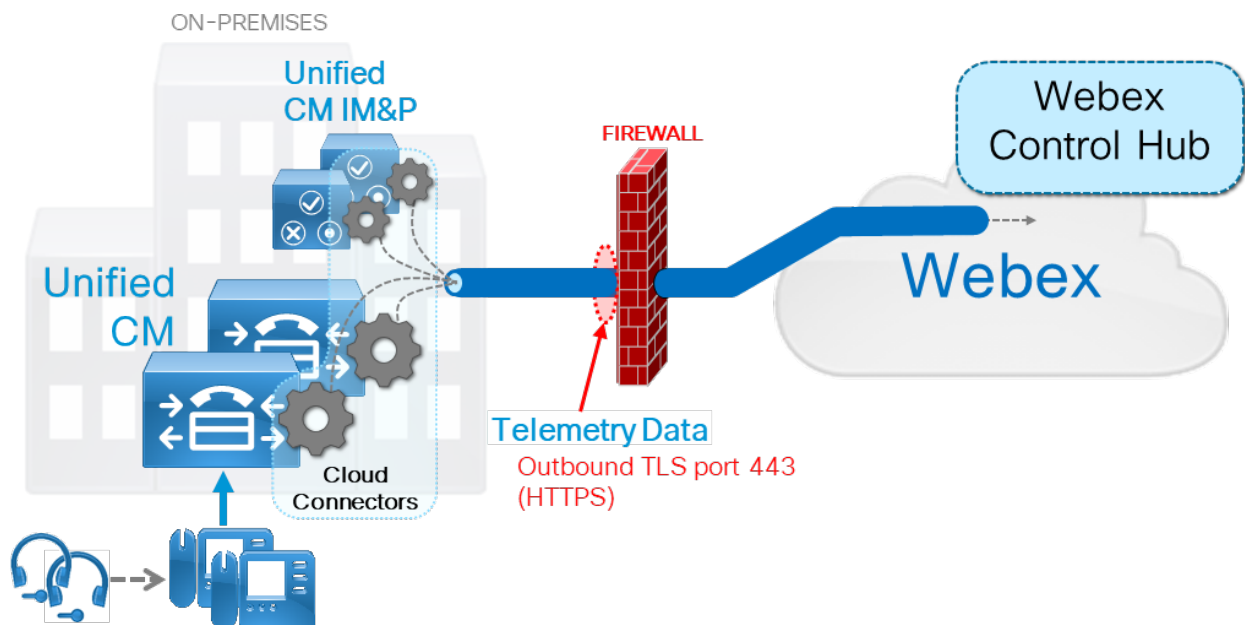 ON-PREMISES
Unified
CM IM&P
Webex
Control Hub
FIREWALL
Unified
CM
Webex
Telemetry Data
Outbound TLS port 443
(HTTPS)
Cloud
Connectors